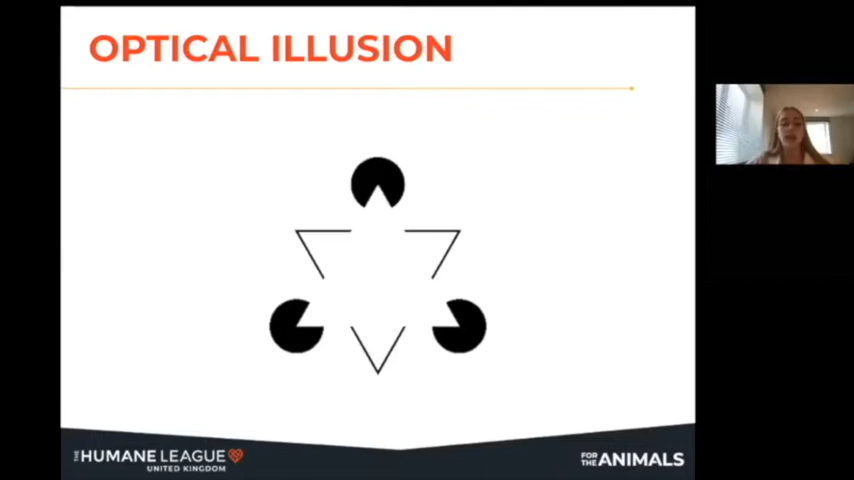 OPTICAL ILLUSION
THE HUMANE LEAGUE
UNITED KINGDOM
FOR THE ANIMALS